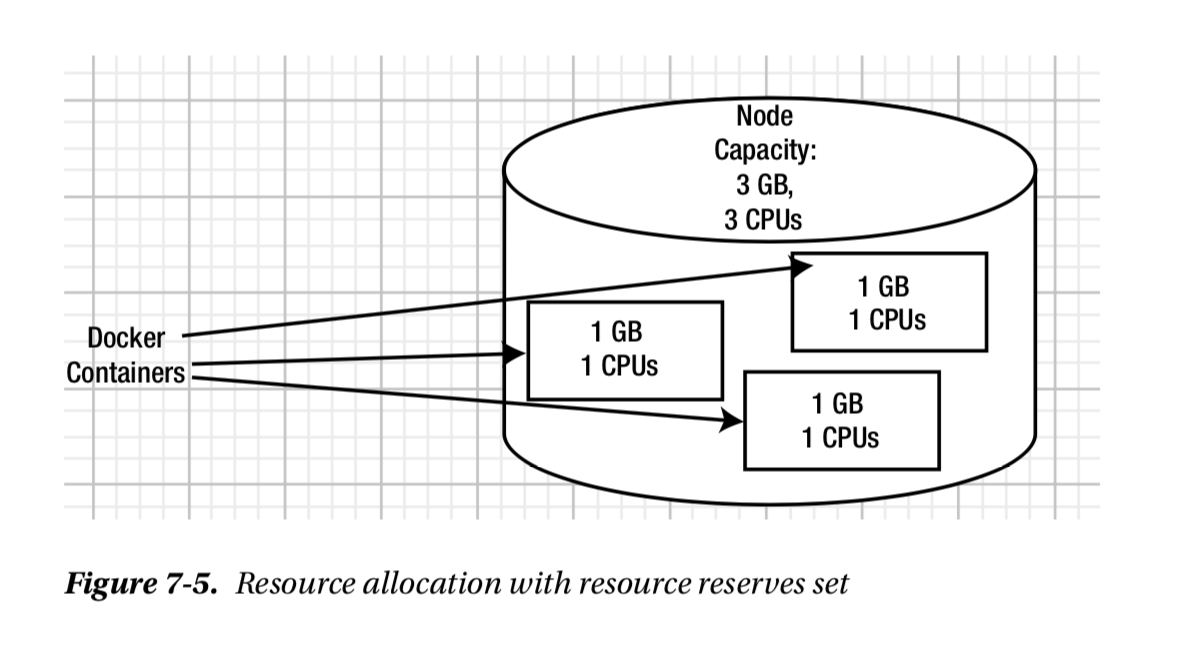 Node
Capacity:
3 GB,
3 CPUs
1 GB
1 CPUs
Docker
Containers
1 GB
1 CPUs
1 GB
1 CPUs
Figure 7-5. Resource allocation with resource reserves set